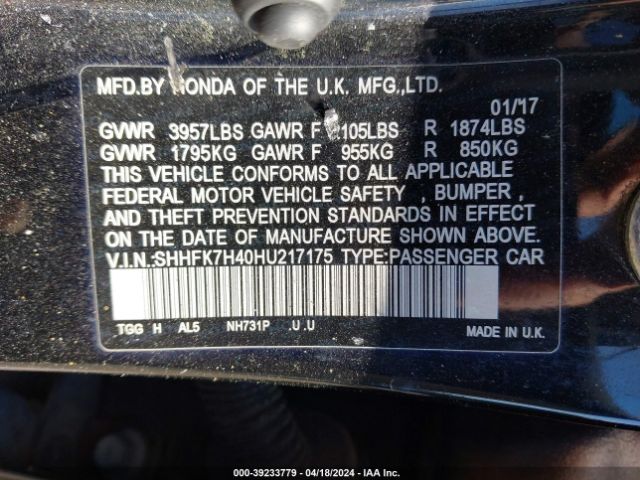 MFD.BY HONDA OF THE U.K. MFG.,LTD.
01/17
GVWR 3957LBS GAWR F 2105LBS R 1874LBS
GVWR 1795KG GAWR F 955KG R 850KG
THIS VEHICLE CONFORMS TO ALL APPLICABLE
FEDERAL MOTOR VEHICLE SAFETY , BUMPER ,
AND THEFT PREVENTION STANDARDS IN EFFECT
ON THE DATE OF MANUFACTURE SHOWN ABOVE.
V.I.N.:SHHFK7H40HU217175 TYPE:PASSENGER CAR
TGG H AL5 NH731P .U .U MADE IN U.K.
© COPART - 39233779 - 04/18/2024 - IAA Inc.